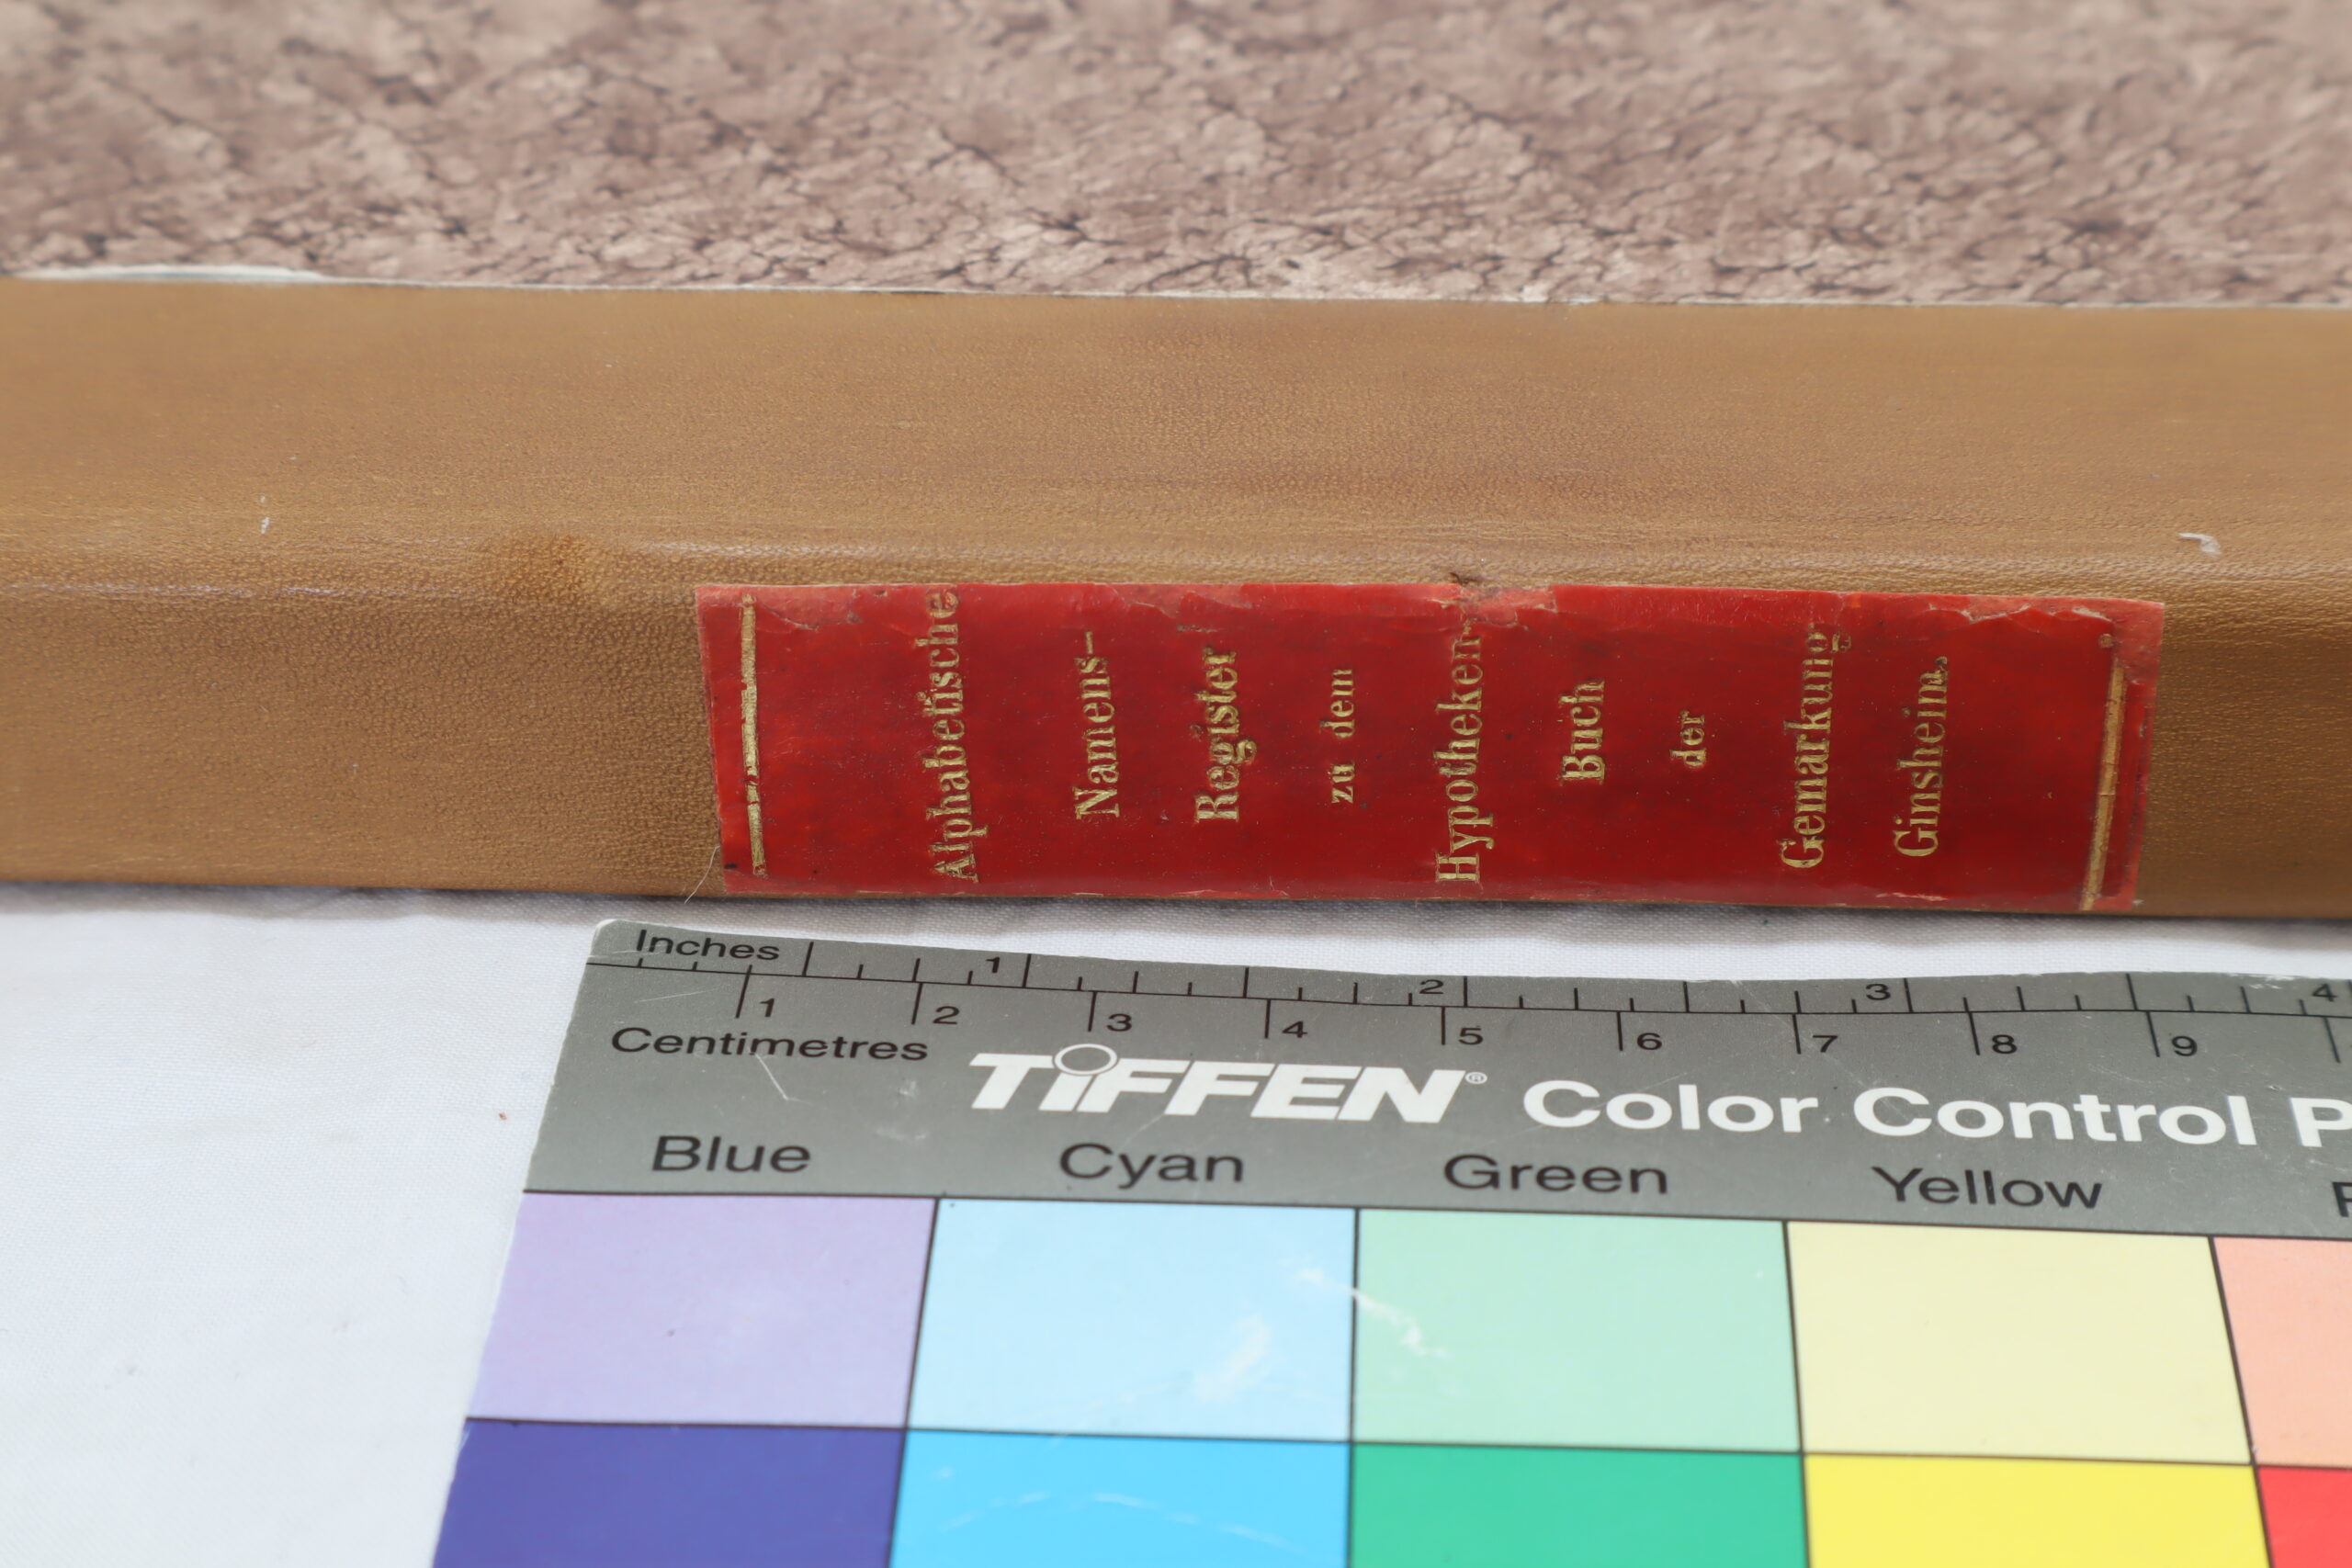 Alphabetische
Namens-
Register
zu dem
Hypotheken
Buch
der
Gemarkung
Ginsheim.
Inches 1 2 3 4
1 2 3 4 5 6 7 8 9
Centimetres
TIFFEN® Color Control P
Blue Cyan Green Yellow